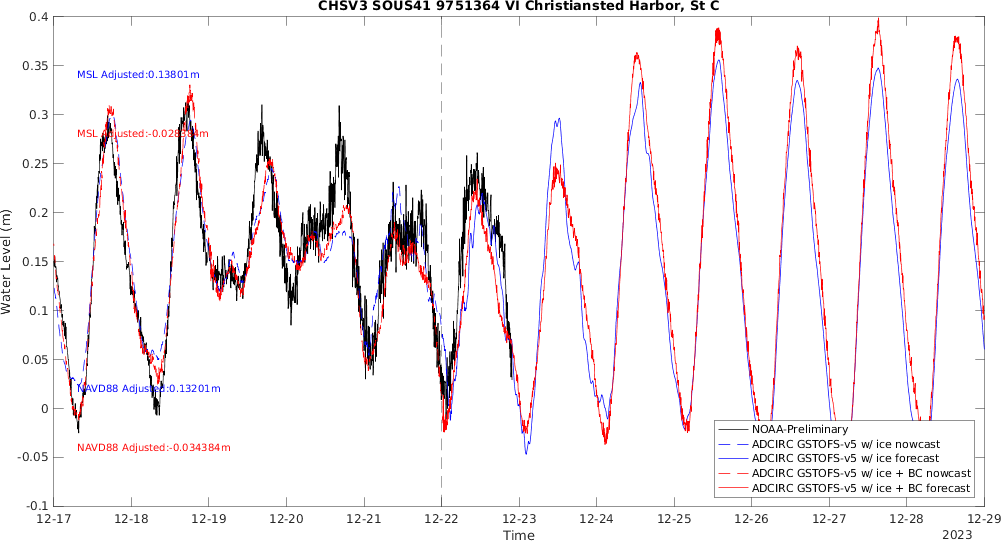 CHSV3 SOUS41 9751364 VI Christiansted Harbor, St C
Water Level (m)
0.4
0.35
0.3
0.25
0.2
0.15
0.1
0.05
0
-0.05
-0.1
MSL Adjusted:0.13801m
MSL Adjusted:-0.028384m
NAVD88 Adjusted:0.13201m
NAVD88 Adjusted:-0.034384m
NOAA-Preliminary
ADCIRC GSTOFS-v5 w/ ice nowcast
ADCIRC GSTOFS-v5 w/ ice forecast
ADCIRC GSTOFS-v5 w/ ice + BC nowcast
ADCIRC GSTOFS-v5 w/ ice + BC forecast
12-17 12-18 12-19 12-20 12-21 12-22 12-23 12-24 12-25 12-26 12-27 12-28 12-29
Time
2023